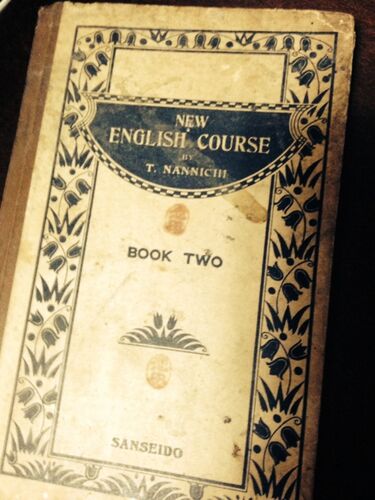 NEW
ENGLISH COURSE
BY
T. NANNICHI
BOOK TWO
SANSEIDO